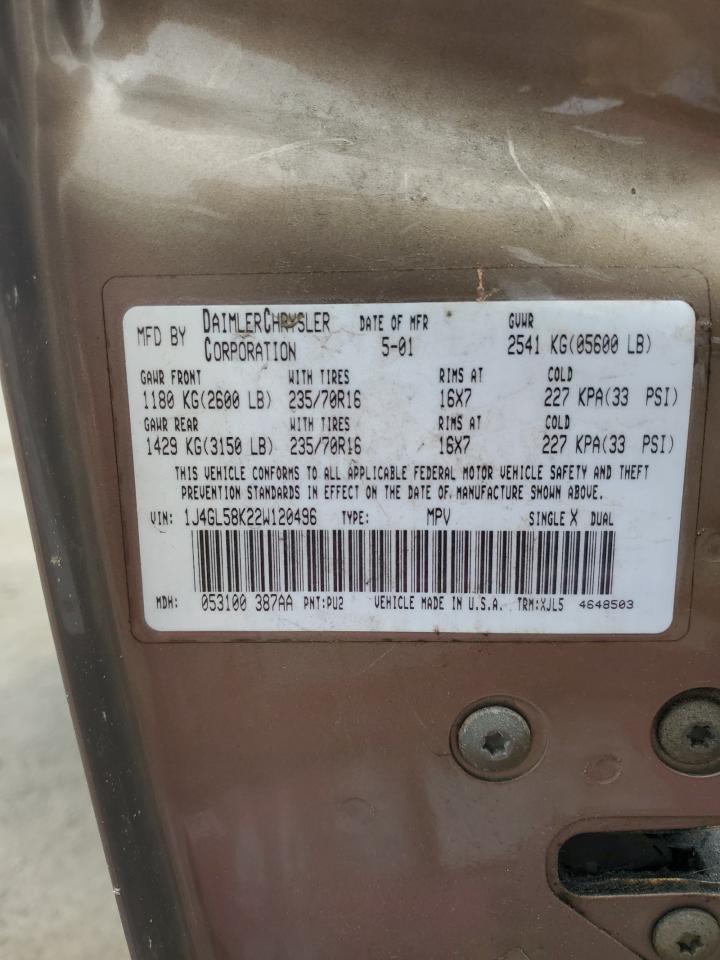 MFD BY DAIMLERCHRYSLER CORPORATION DATE OF MFR 5-01 GVWR 2541 KG(05600 LB)
GAWR FRONT WITH TIRES RIMS AT COLD
1180 KG(2600 LB) 235/70R16 16X7 227 KPA(33 PSI)
GAWR REAR WITH TIRES RIMS AT COLD
1429 KG(3150 LB) 235/70R16 16X7 227 KPA(33 PSI)
THIS VEHICLE CONFORMS TO ALL APPLICABLE FEDERAL MOTOR VEHICLE SAFETY AND THEFT
PREVENTION STANDARDS IN EFFECT ON THE DATE OF MANUFACTURE SHOWN ABOVE.
VIN: 1J4GL58K22W120496 TYPE: MPV SINGLE X DUAL
MDH: 053100 387AA PNT:PU2 VEHICLE MADE IN U.S.A. TRM:XJL5 4648503